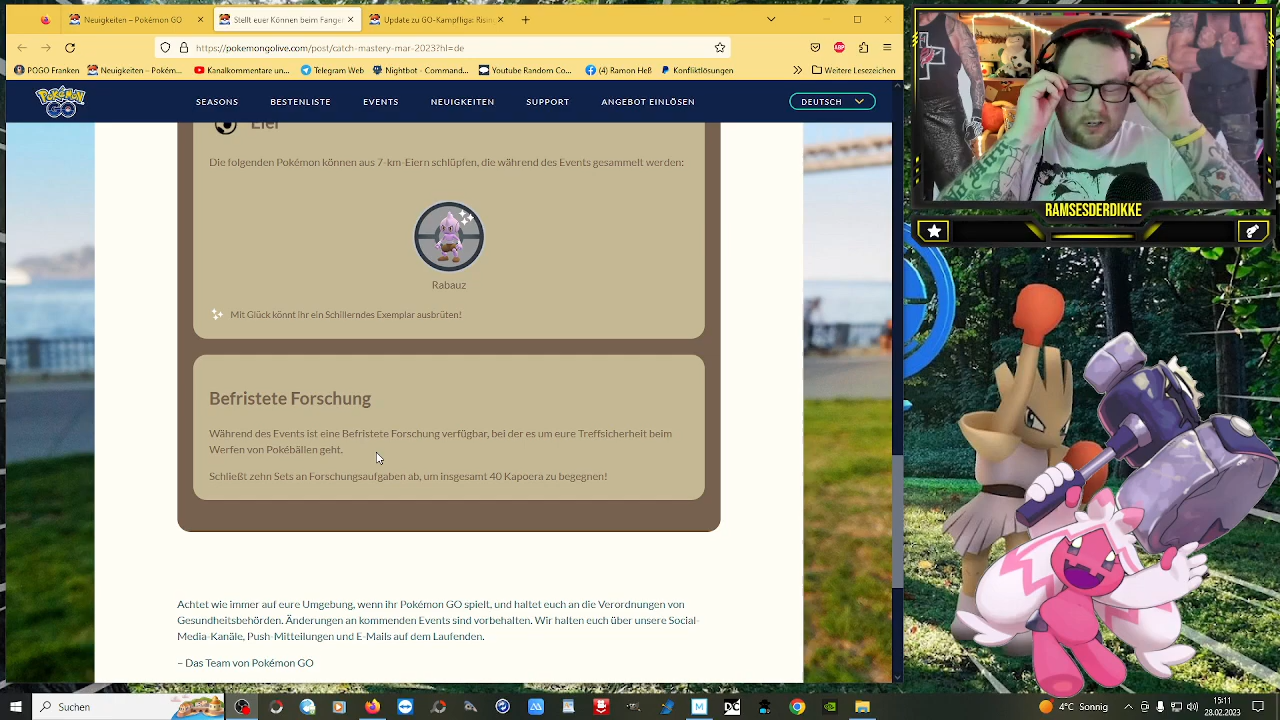 Neuigkeiten – Pokémon GO
Stellt euer Können beim Fangen
Update zu GO-Kampfliga: Rising
https://pokemongolive.com/post/catch-mastery-mar-2023?hl=de
POGO Franken
Neuigkeiten – Pokém...
Kanalkommentare un...
Telegram Web
Nightbot - Command...
Youtube Random Co...
(4) Ramon Heß
Konfliktlösungen
Weitere Lesezeichen
Pokémon GO
SEASONS
BESTENLISTE
EVENTS
NEUIGKEITEN
SUPPORT
ANGEBOT EINLÖSEN
DEUTSCH
Eier
Die folgenden Pokémon können aus 7-km-Eiern schlüpfen, die während des Events gesammelt werden:
Rabauz
Mit Glück könnt ihr ein Schillerndes Exemplar ausbrüten!
Befristete Forschung
Während des Events ist eine Befristete Forschung verfügbar, bei der es um eure Treffsicherheit beim
Werfen von Pokébällen geht.
Schließt zehn Sets an Forschungsaufgaben ab, um insgesamt 40 Kapoera zu begegnen!
Achtet wie immer auf eure Umgebung, wenn ihr Pokémon GO spielt, und haltet euch an die Verordnungen von
Gesundheitsbehörden. Änderungen an kommenden Events sind vorbehalten. Wir halten euch über unsere Social-
Media-Kanäle, Push-Mitteilungen und E-Mails auf dem Laufenden.
– Das Team von Pokémon GO
RAMSESDERDIKKE
Suchen
4°C Sonnig
15:11
28.02.2023